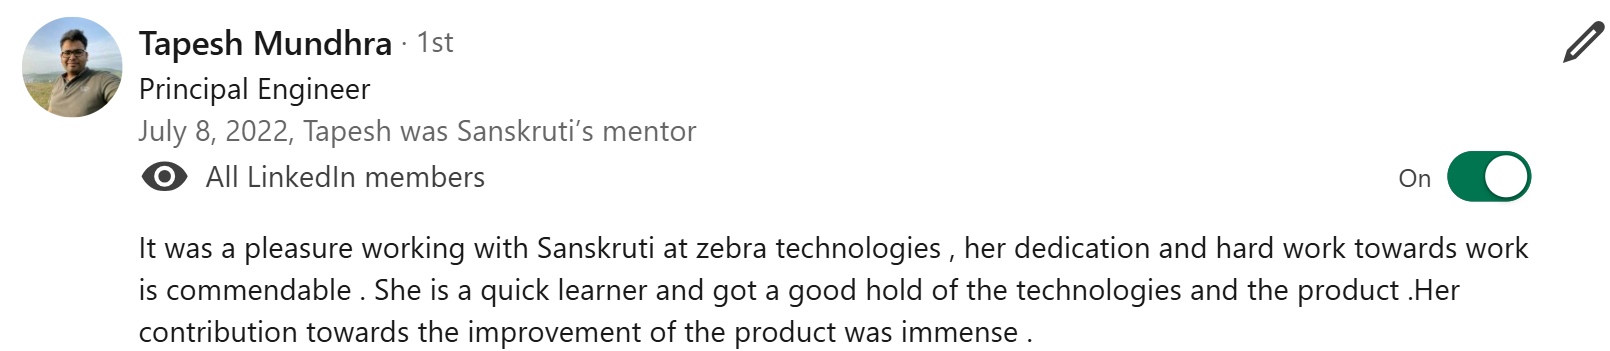 Tapesh Mundhra · 1st
Principal Engineer
July 8, 2022, Tapesh was Sanskruti’s mentor
All LinkedIn members
On
It was a pleasure working with Sanskruti at zebra technologies , her dedication and hard work towards work
is commendable . She is a quick learner and got a good hold of the technologies and the product .Her
contribution towards the improvement of the product was immense .